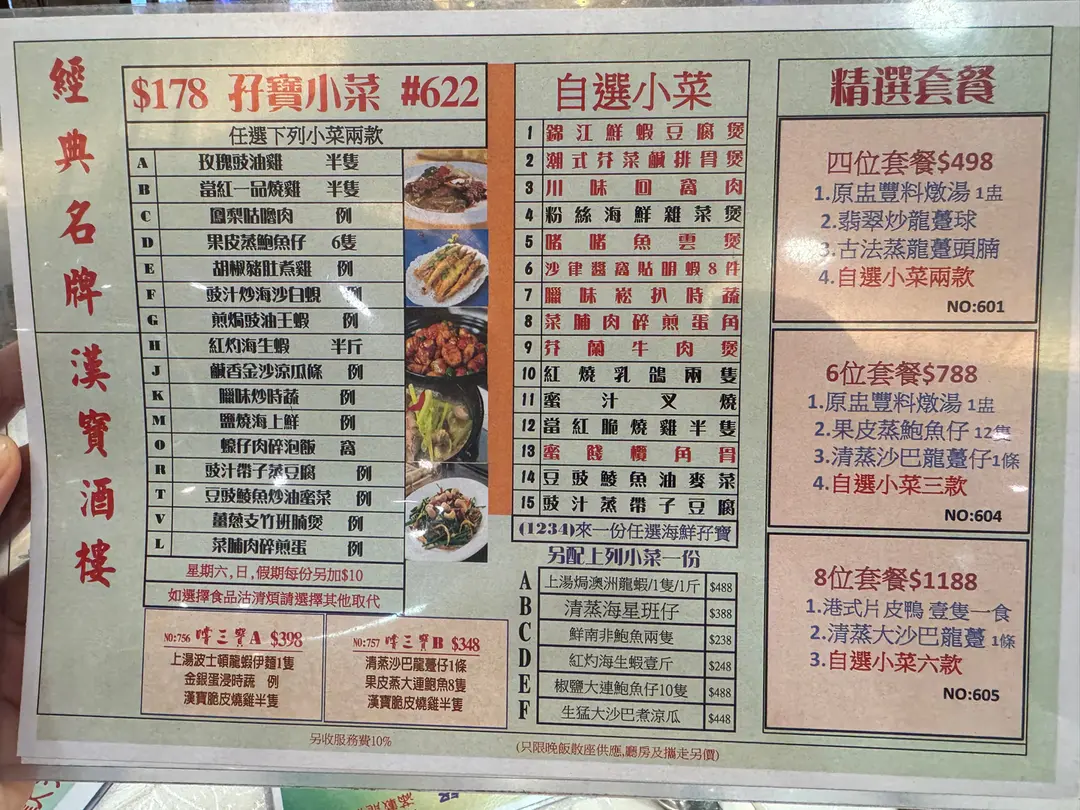 經典名牌 漢寶酒樓
$178 孖寶小菜 #622
任選下列小菜兩款
A 玫瑰豉油雞 半隻
B 當紅一品燒雞 半隻
C 鳳梨咕嚕肉 例
D 果皮蒸鮑魚仔 6隻
E 胡椒豬肚煮雞 例
F 豉汁炒海沙白蜆 例
G 煎焗豉油王蝦 例
H 紅灼海生蝦 半斤
J 鹹香金沙涼瓜條 例
K 臘味炒時蔬 例
M 鹽燒海上鮮 例
O 蠔仔肉碎泡飯 窩
R 豉汁帶子蒸豆腐 例
T 豆豉鯪魚炒油麥菜 例
V 薑蔥支竹班腩煲 例
L 菜脯肉碎煎蛋 例
星期六,日,假期每份另加$10
如選擇食品沽清煩請選擇其他取代
NO:756 嚐三寶A $398
上湯波士頓龍蝦伊麵1隻
金銀蛋浸時蔬 例
漢寶脆皮燒雞半隻
NO:757 嚐三寶B $348
清蒸沙巴龍躉仔1條
果皮蒸大連鮑魚8隻
漢寶脆皮燒雞半隻
另收服務費10%
自選小菜
1 錦江鮮蝦豆腐煲
2 潮式芥菜鹹排骨煲
3 川味回窩肉
4 粉絲海鮮雜菜煲
5 啫啫魚雲煲
6 沙律醬窩貼明蝦8件
7 臘味崧扒時蔬
8 菜脯肉碎煎蛋角
9 芥蘭牛肉煲
10 紅燒乳鴿兩隻
11 蜜汁叉燒
12 當紅脆燒雞半隻
13 蜜餞欖角骨
14 豆豉鯪魚油麥菜
15 豉汁蒸帶子豆腐
(1234)來一份任選海鮮孖寶
另配上列小菜一份
A 上湯焗澳洲龍蝦/1隻/1斤 $488
B 清蒸海星班仔 $388
C 鮮南非鮑魚兩隻 $238
D 紅灼海生蝦壹斤 $248
E 椒鹽大連鮑魚仔10隻 $488
F 生猛大沙巴煮涼瓜 $448
(只限晚飯散座供應,廳房及攜走另價)
精選套餐
四位套餐$498
1.原盅豐料燉湯 1盅
2.翡翠炒龍躉球
3.古法蒸龍躉頭腩
4.自選小菜兩款
NO:601
6位套餐$788
1.原盅豐料燉湯 1盅
2.果皮蒸鮑魚仔 12隻
3.清蒸沙巴龍躉仔1條
4.自選小菜三款
NO:604
8位套餐$1188
1.港式片皮鴨 壹隻一食
2.清蒸大沙巴龍躉 1條
3.自選小菜六款
NO:605